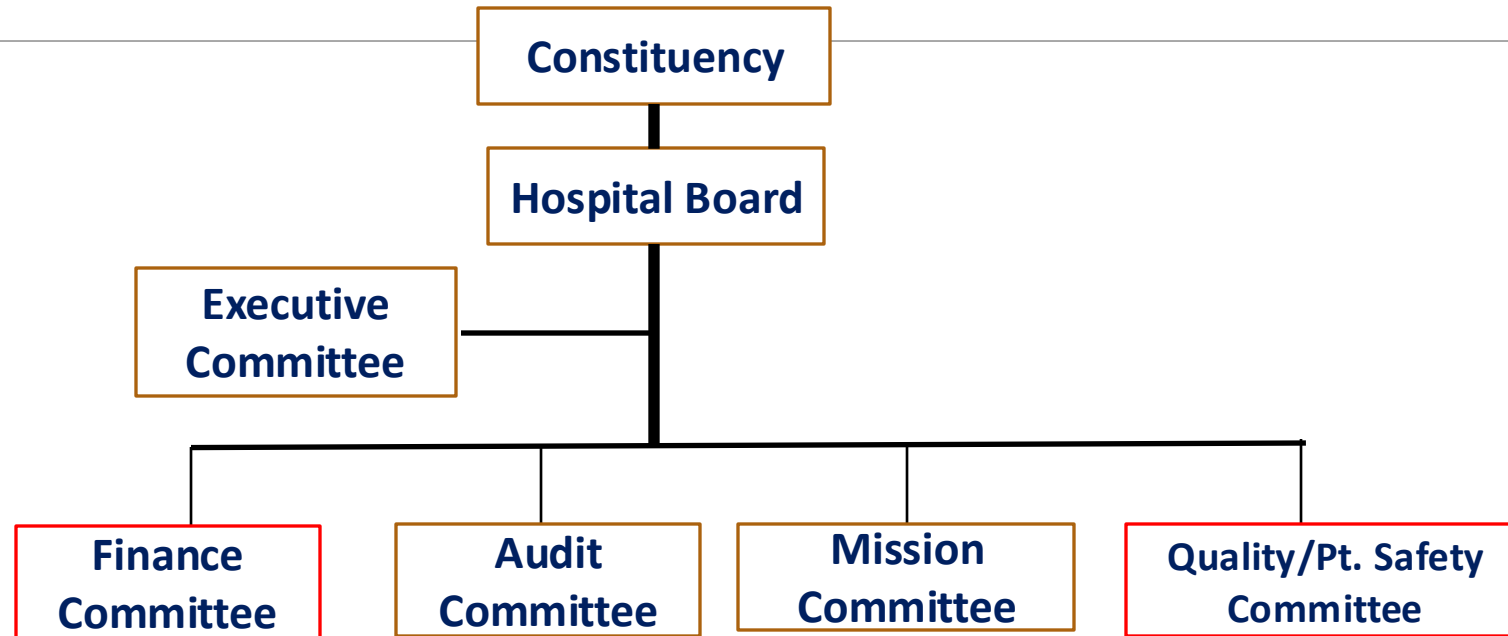 Constituency
Hospital Board
Executive
Committee
Finance
Committee
Audit
Committee
Mission
Committee
Quality/Pt. Safety
Committee